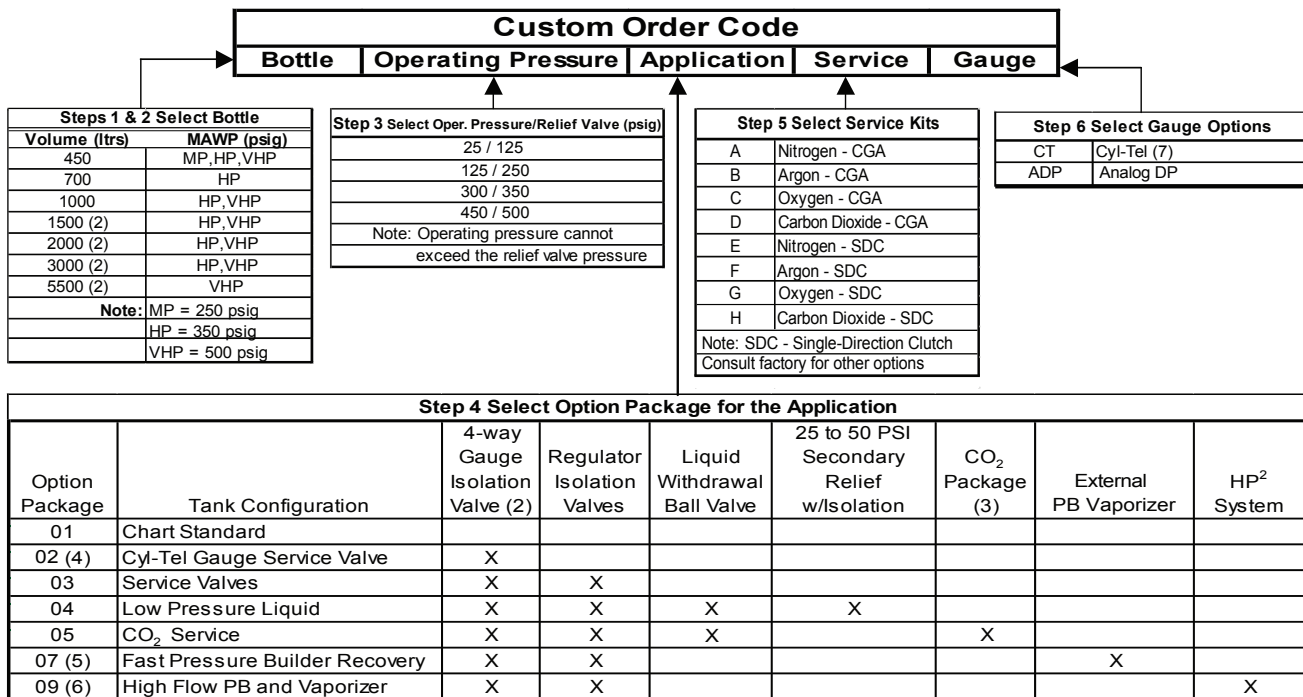 Custom Order Code
Bottle Operating Pressure Application Service Gauge
Steps 1 & 2 Select Bottle
Volume (ltrs) MAWP (psig)
450 MP,HP,VHP
700 HP
1000 HP,VHP
1500 (2) HP,VHP
2000 (2) HP,VHP
3000 (2) HP,VHP
5500 (2) VHP
Note: MP = 250 psig
HP = 350 psig
VHP = 500 psig
Step 3 Select Oper. Pressure/Relief Valve (psig)
25 / 125
125 / 250
300 / 350
450 / 500
Note: Operating pressure cannot
exceed the relief valve pressure
Step 5 Select Service Kits
A Nitrogen - CGA
B Argon - CGA
C Oxygen - CGA
D Carbon Dioxide - CGA
E Nitrogen - SDC
F Argon - SDC
G Oxygen - SDC
H Carbon Dioxide - SDC
Note: SDC - Single-Direction Clutch
Consult factory for other options
Step 6 Select Gauge Options
CT Cyl-Tel (7)
ADP Analog DP
Step 4 Select Option Package for the Application
Option Package Tank Configuration 4-way Gauge Isolation Valve (2) Regulator Isolation Valves Liquid Withdrawal Ball Valve 25 to 50 PSI Secondary Relief w/Isolation CO₂ Package (3) External PB Vaporizer HP² System
01 Chart Standard
02 (4) Cyl-Tel Gauge Service Valve X
03 Service Valves X X
04 Low Pressure Liquid X X X X
05 CO₂ Service X X X X
07 (5) Fast Pressure Builder Recovery X X X
09 (6) High Flow PB and Vaporizer X X X